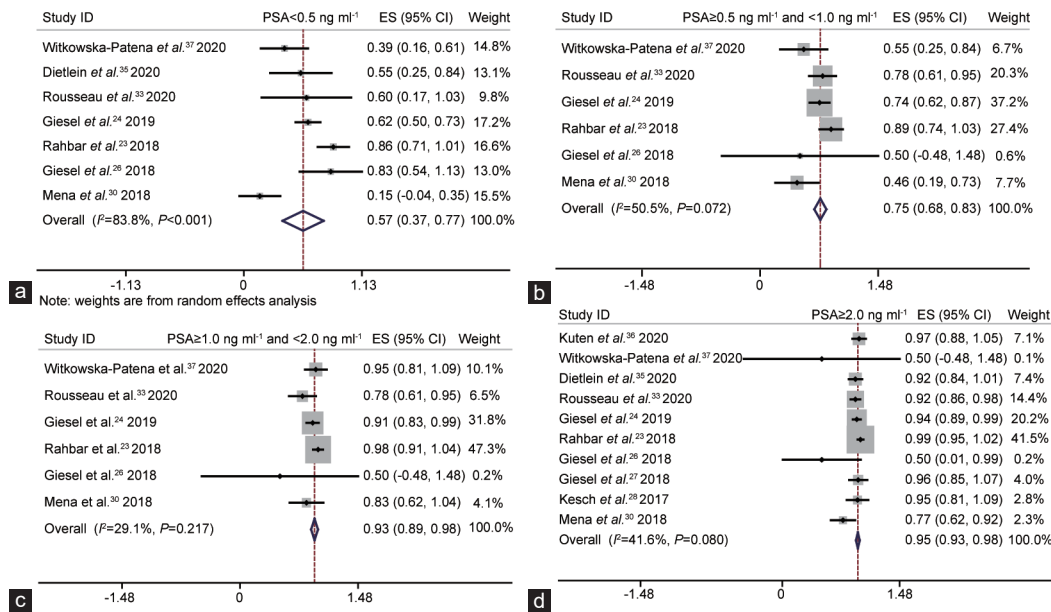 Study ID PSA<0.5 ng ml⁻¹ ES (95% CI) Weight
Witkowska-Patena et al.³⁷ 2020 0.39 (0.16, 0.61) 14.8%
Dietlein et al.³⁵ 2020 0.55 (0.25, 0.84) 13.1%
Rousseau et al.³³ 2020 0.60 (0.17, 1.03) 9.8%
Giesel et al.²⁴ 2019 0.62 (0.50, 0.73) 17.2%
Rahbar et al.²³ 2018 0.86 (0.71, 1.01) 16.6%
Giesel et al.²⁶ 2018 0.83 (0.54, 1.13) 13.0%
Mena et al.³⁰ 2018 0.15 (-0.04, 0.35) 15.5%
Overall (I²=83.8%, P<0.001) 0.57 (0.37, 0.77) 100.0%
-1.13 0 1.13
a
Note: weights are from random effects analysis
Study ID PSA≥0.5 ng ml⁻¹ and <1.0 ng ml⁻¹ ES (95% CI) Weight
Witkowska-Patena et al.³⁷ 2020 0.55 (0.25, 0.84) 6.7%
Rousseau et al.³³ 2020 0.78 (0.61, 0.95) 20.3%
Giesel et al.²⁴ 2019 0.74 (0.62, 0.87) 37.2%
Rahbar et al.²³ 2018 0.89 (0.74, 1.03) 27.4%
Giesel et al.²⁶ 2018 0.50 (-0.48, 1.48) 0.6%
Mena et al.³⁰ 2018 0.46 (0.19, 0.73) 7.7%
Overall (I²=50.5%, P=0.072) 0.75 (0.68, 0.83) 100.0%
-1.48 0 1.48
b
Study ID PSA≥1.0 ng ml⁻¹ and <2.0 ng ml⁻¹ ES (95% CI) Weight
Witkowska-Patena et al.³⁷ 2020 0.95 (0.81, 1.09) 10.1%
Rousseau et al.³³ 2020 0.78 (0.61, 0.95) 6.5%
Giesel et al.²⁴ 2019 0.91 (0.83, 0.99) 31.8%
Rahbar et al.²³ 2018 0.98 (0.91, 1.04) 47.3%
Giesel et al.²⁶ 2018 0.50 (-0.48, 1.48) 0.2%
Mena et al.³⁰ 2018 0.83 (0.62, 1.04) 4.1%
Overall (I²=29.1%, P=0.217) 0.93 (0.89, 0.98) 100.0%
-1.48 0 1.48
c
Study ID PSA≥2.0 ng ml⁻¹ ES (95% CI) Weight
Kuten et al.³⁶ 2020 0.97 (0.88, 1.05) 7.1%
Witkowska-Patena et al.³⁷ 2020 0.50 (-0.48, 1.48) 0.1%
Dietlein et al.³⁵ 2020 0.92 (0.84, 1.01) 7.4%
Rousseau et al.³³ 2020 0.92 (0.86, 0.98) 14.4%
Giesel et al.²⁴ 2019 0.94 (0.89, 0.99) 20.2%
Rahbar et al.²³ 2018 0.99 (0.95, 1.02) 41.5%
Giesel et al.²⁶ 2018 0.50 (0.01, 0.99) 0.2%
Giesel et al.²⁷ 2018 0.96 (0.85, 1.07) 4.0%
Kesch et al.²⁸ 2017 0.95 (0.81, 1.09) 2.8%
Mena et al.³⁰ 2018 0.77 (0.62, 0.92) 2.3%
Overall (I²=41.6%, P=0.080) 0.95 (0.93, 0.98) 100.0%
-1.48 0 1.48
d